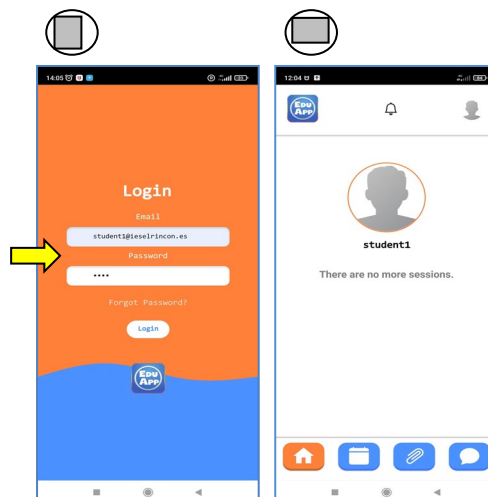 14:05
Login
Email
student1@ieselrincon.es
Password
Forgot Password?
Login
EDU
APP
12:04
EDU
APP
student1
There are no more sessions.